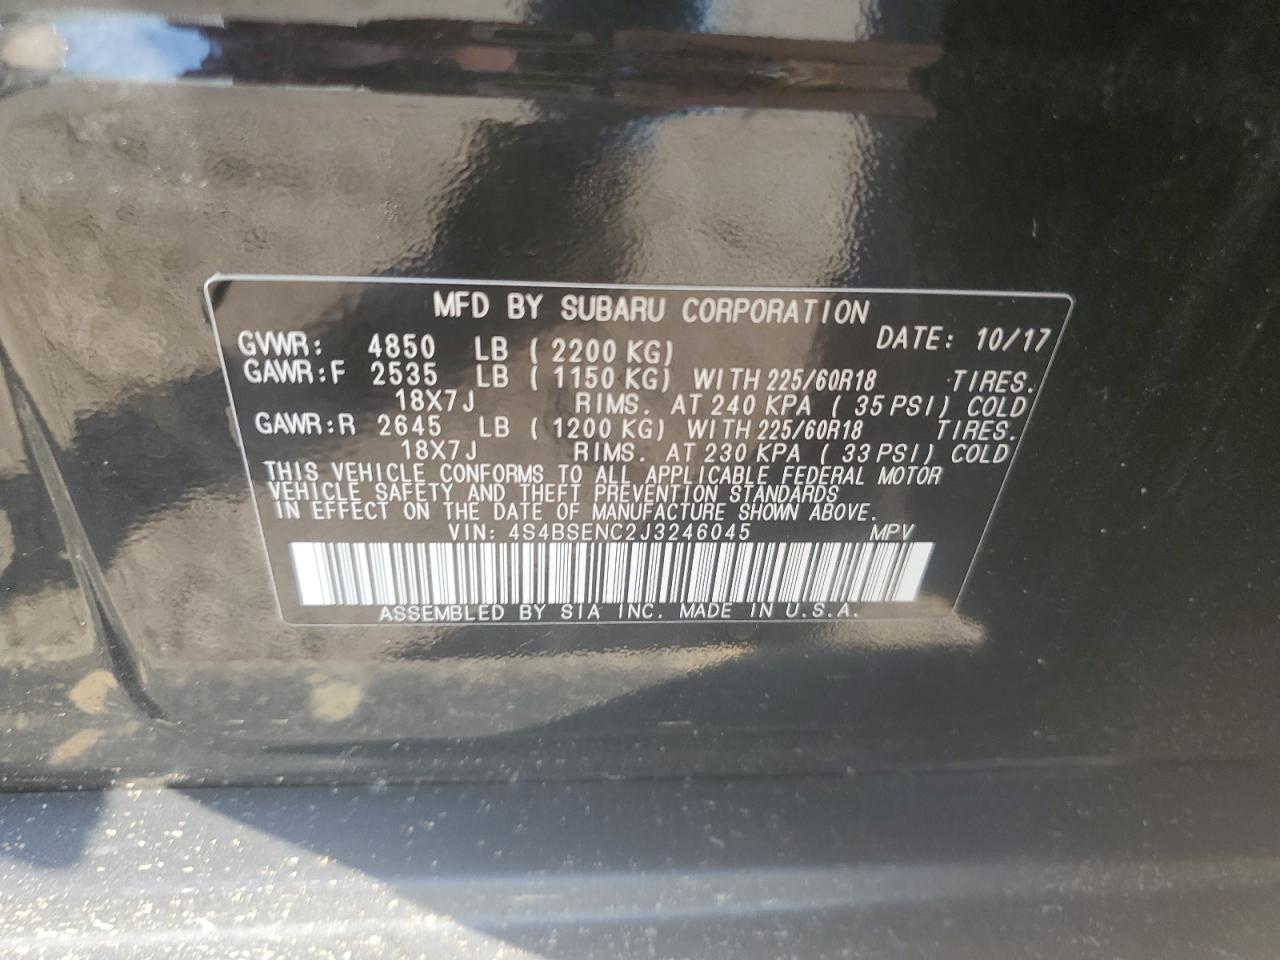 MFD BY SUBARU CORPORATION
GVWR: 4850 LB ( 2200 KG) DATE: 10/17
GAWR:F 2535 LB ( 1150 KG) WITH 225/60R18 TIRES.
18X7J RIMS. AT 240 KPA ( 35 PSI) COLD
GAWR:R 2645 LB ( 1200 KG) WITH 225/60R18 TIRES.
18X7J RIMS. AT 230 KPA ( 33 PSI) COLD
THIS VEHICLE CONFORMS TO ALL APPLICABLE FEDERAL MOTOR
VEHICLE SAFETY AND THEFT PREVENTION STANDARDS
IN EFFECT ON THE DATE OF MANUFACTURE SHOWN ABOVE.
VIN: 4S4BSENC2J3246045 MPV
ASSEMBLED BY SIA INC. MADE IN U.S.A.